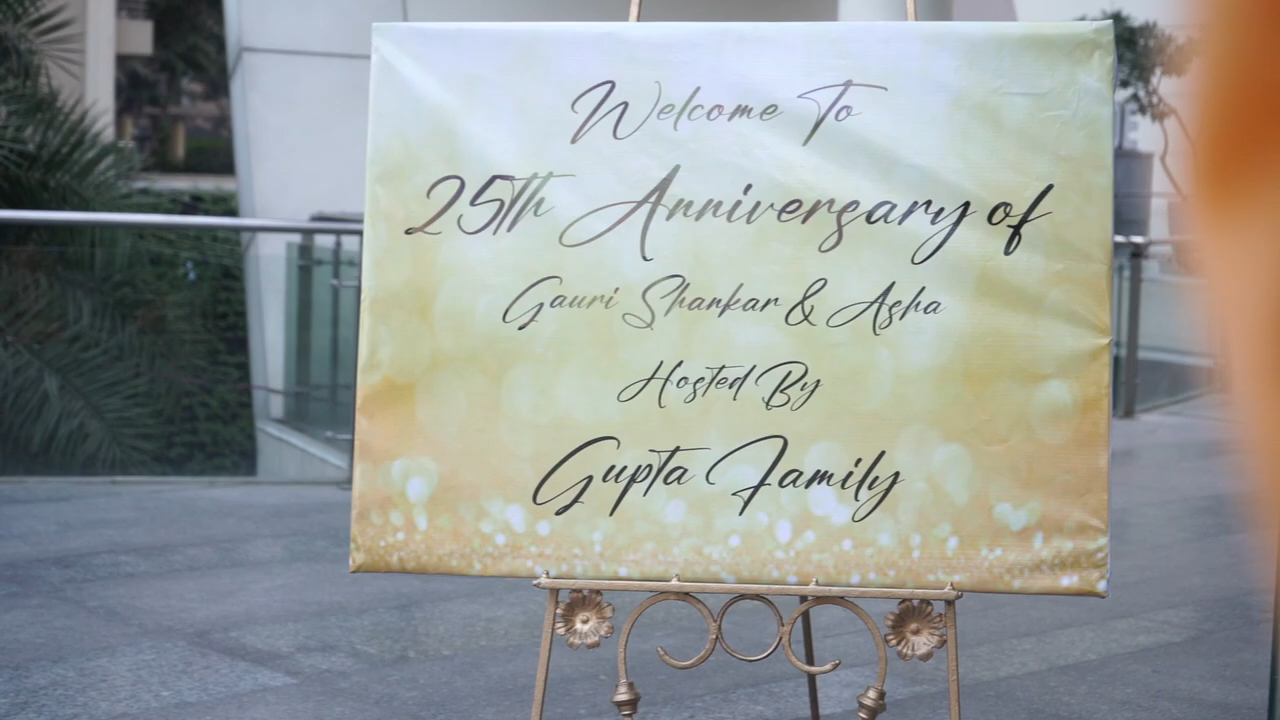 Welcome To
25th Anniversary of
Gauri Shankar & Asha
Hosted By
Gupta Family